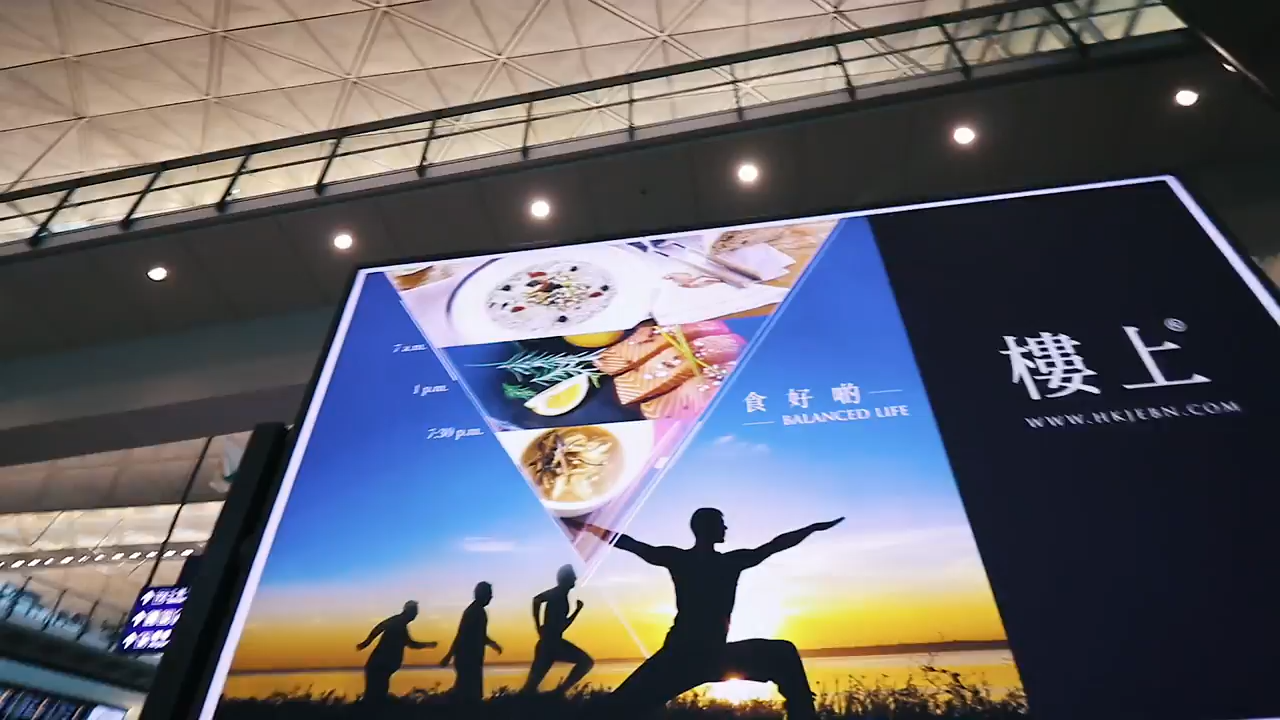 7 a.m.
1 p.m.
7:30 p.m.
食好啲
BALANCED LIFE
樓上®
WWW.HKJEBN.COM